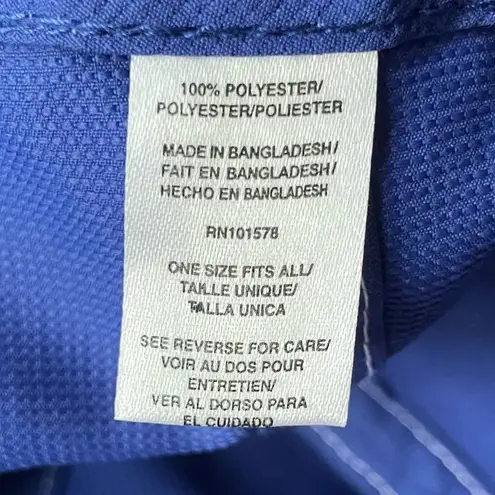 100% POLYESTER/
POLYESTER/POLIESTER
MADE IN BANGLADESH/
FAIT EN BANGLADESH/
HECHO EN BANGLADESH
RN101578
ONE SIZE FITS ALL/
TAILLE UNIQUE/
TALLA UNICA
SEE REVERSE FOR CARE/
VOIR AU DOS POUR
ENTRETIEN/
VER AL DORSO PARA
EL CUIDADO